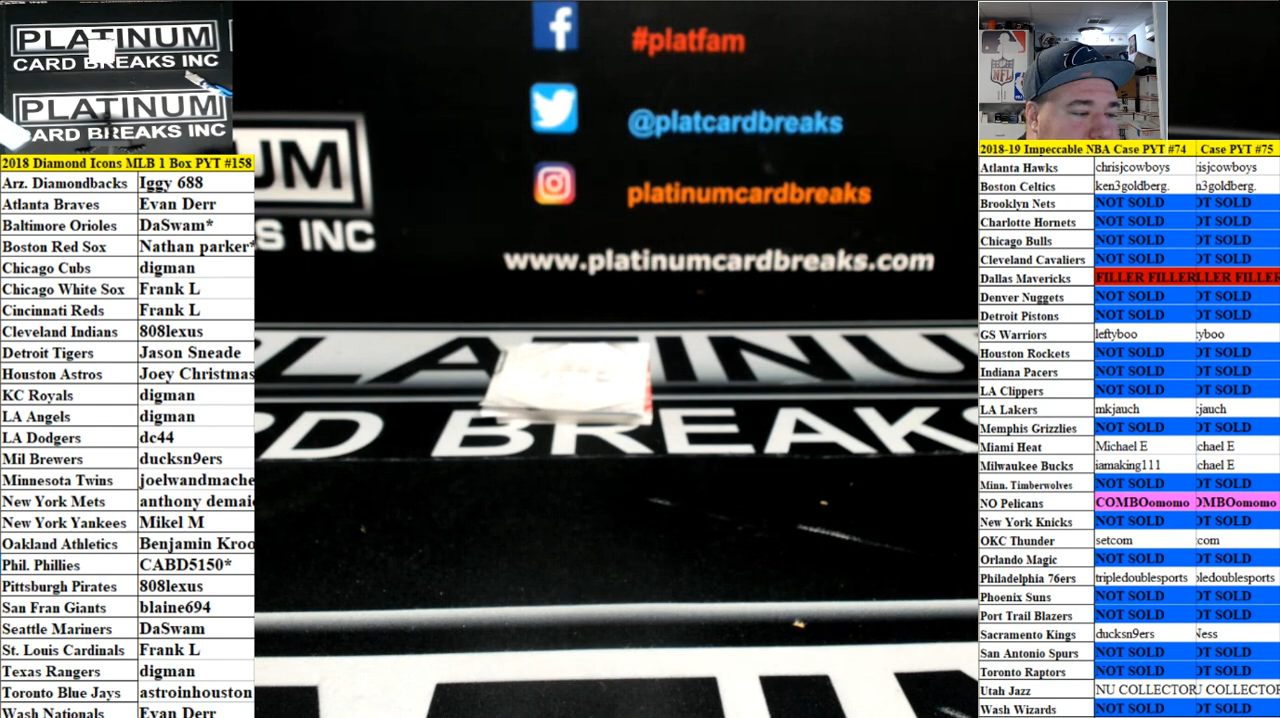 PLATINUM
CARD BREAKS INC
PLATINUM
CARD BREAKS INC
2018 Diamond Icons MLB 1 Box PYT #158
Arz. Diamondbacks Iggy 688
Atlanta Braves Evan Derr
Baltimore Orioles DaSwam*
Boston Red Sox Nathan parker*
Chicago Cubs digman
Chicago White Sox Frank L
Cincinnati Reds Frank L
Cleveland Indians 808lexus
Detroit Tigers Jason Sneade
Houston Astros Joey Christmas
KC Royals digman
LA Angels digman
LA Dodgers dc44
Mil Brewers ducksn9ers
Minnesota Twins joelwandmache
New York Mets anthony demaio
New York Yankees Mikel M
Oakland Athletics Benjamin Kroo
Phil. Phillies CABD5150*
Pittsburgh Pirates 808lexus
San Fran Giants blaine694
Seattle Mariners DaSwam
St. Louis Cardinals Frank L
Texas Rangers digman
Toronto Blue Jays astroinhouston
Wash Nationals Evan Derr
#platfam
@platcardbreaks
platinumcardbreaks
UM
S INC
www.platinumcardbreaks.com
PLATINU
D BREAKS
NFL
2018-19 Impeccable NBA Case PYT #74 Case PYT #75
Atlanta Hawks chrisjcowboys risjcowboys
Boston Celtics ken3goldberg. n3goldberg.
Brooklyn Nets NOT SOLD OT SOLD
Charlotte Hornets NOT SOLD OT SOLD
Chicago Bulls NOT SOLD OT SOLD
Cleveland Cavaliers NOT SOLD OT SOLD
Dallas Mavericks FILLER FILLER LLER FILLER
Denver Nuggets NOT SOLD OT SOLD
Detroit Pistons NOT SOLD OT SOLD
GS Warriors leftyboo yboo
Houston Rockets NOT SOLD OT SOLD
Indiana Pacers NOT SOLD OT SOLD
LA Clippers NOT SOLD OT SOLD
LA Lakers mkjauch jauch
Memphis Grizzlies NOT SOLD OT SOLD
Miami Heat Michael E chael E
Milwaukee Bucks iamaking111 chael E
Minn. Timberwolves NOT SOLD OT SOLD
NO Pelicans COMBOomomo OMBOomomo
New York Knicks NOT SOLD OT SOLD
OKC Thunder setcom com
Orlando Magic NOT SOLD OT SOLD
Philadelphia 76ers tripledoublesports pledoublesports
Phoenix Suns NOT SOLD OT SOLD
Port Trail Blazers NOT SOLD OT SOLD
Sacramento Kings ducksn9ers Ness
San Antonio Spurs NOT SOLD OT SOLD
Toronto Raptors NOT SOLD OT SOLD
Utah Jazz NU COLLECTOR U COLLECTOR
Wash Wizards NOT SOLD OT SOLD